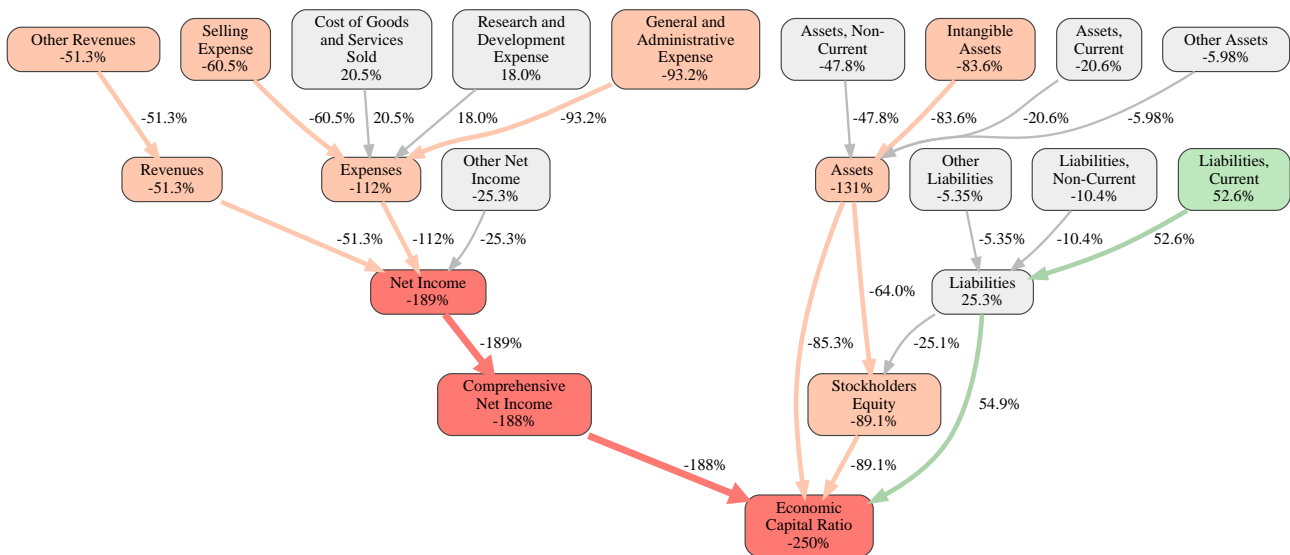 Other Revenues
-51.3%
Selling
Expense
-60.5%
Cost of Goods
and Services
Sold
20.5%
Research and
Development
Expense
18.0%
General and
Administrative
Expense
-93.2%
Assets, Non-
Current
-47.8%
Intangible
Assets
-83.6%
Assets,
Current
-20.6%
Other Assets
-5.98%
-51.3%
-60.5%
20.5%
18.0%
-93.2%
-47.8%
-83.6%
-20.6%
-5.98%
Revenues
-51.3%
Expenses
-112%
Other Net
Income
-25.3%
Assets
-131%
Other
Liabilities
-5.35%
Liabilities,
Non-Current
-10.4%
Liabilities,
Current
52.6%
-51.3%
-112%
-25.3%
-5.35%
-10.4%
52.6%
Net Income
-189%
-64.0%
Liabilities
25.3%
-189%
-85.3%
-25.1%
Comprehensive
Net Income
-188%
Stockholders
Equity
-89.1%
54.9%
-188%
-89.1%
Economic
Capital Ratio
-250%